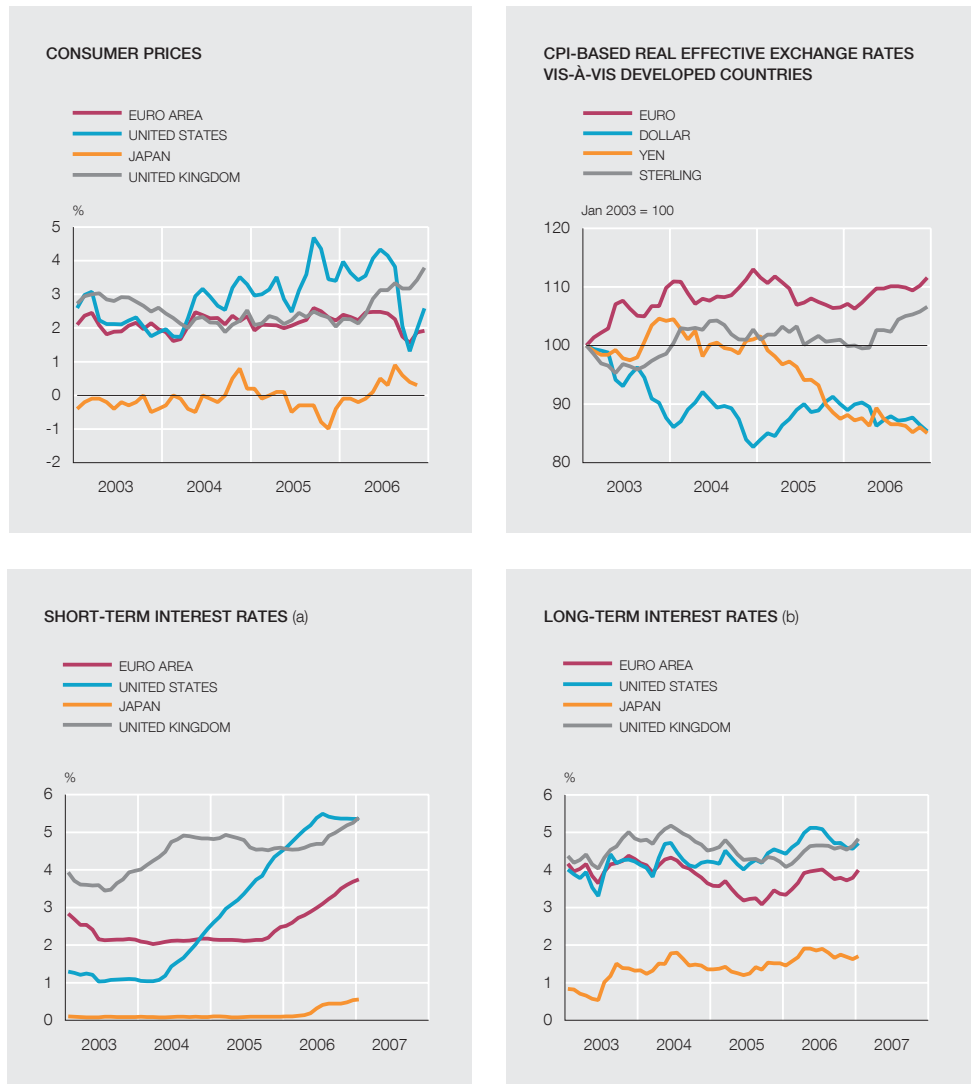 CONSUMER PRICES
EURO AREA
UNITED STATES
JAPAN
UNITED KINGDOM
%
5
4
3
2
1
0
-1
-2
2003 2004 2005 2006
CPI-BASED REAL EFFECTIVE EXCHANGE RATES
VIS-À-VIS DEVELOPED COUNTRIES
EURO
DOLLAR
YEN
STERLING
Jan 2003 = 100
120
110
100
90
80
2003 2004 2005 2006
SHORT-TERM INTEREST RATES (a)
EURO AREA
UNITED STATES
JAPAN
UNITED KINGDOM
%
6
5
4
3
2
1
0
2003 2004 2005 2006 2007
LONG-TERM INTEREST RATES (b)
EURO AREA
UNITED STATES
JAPAN
UNITED KINGDOM
%
6
5
4
3
2
1
0
2003 2004 2005 2006 2007